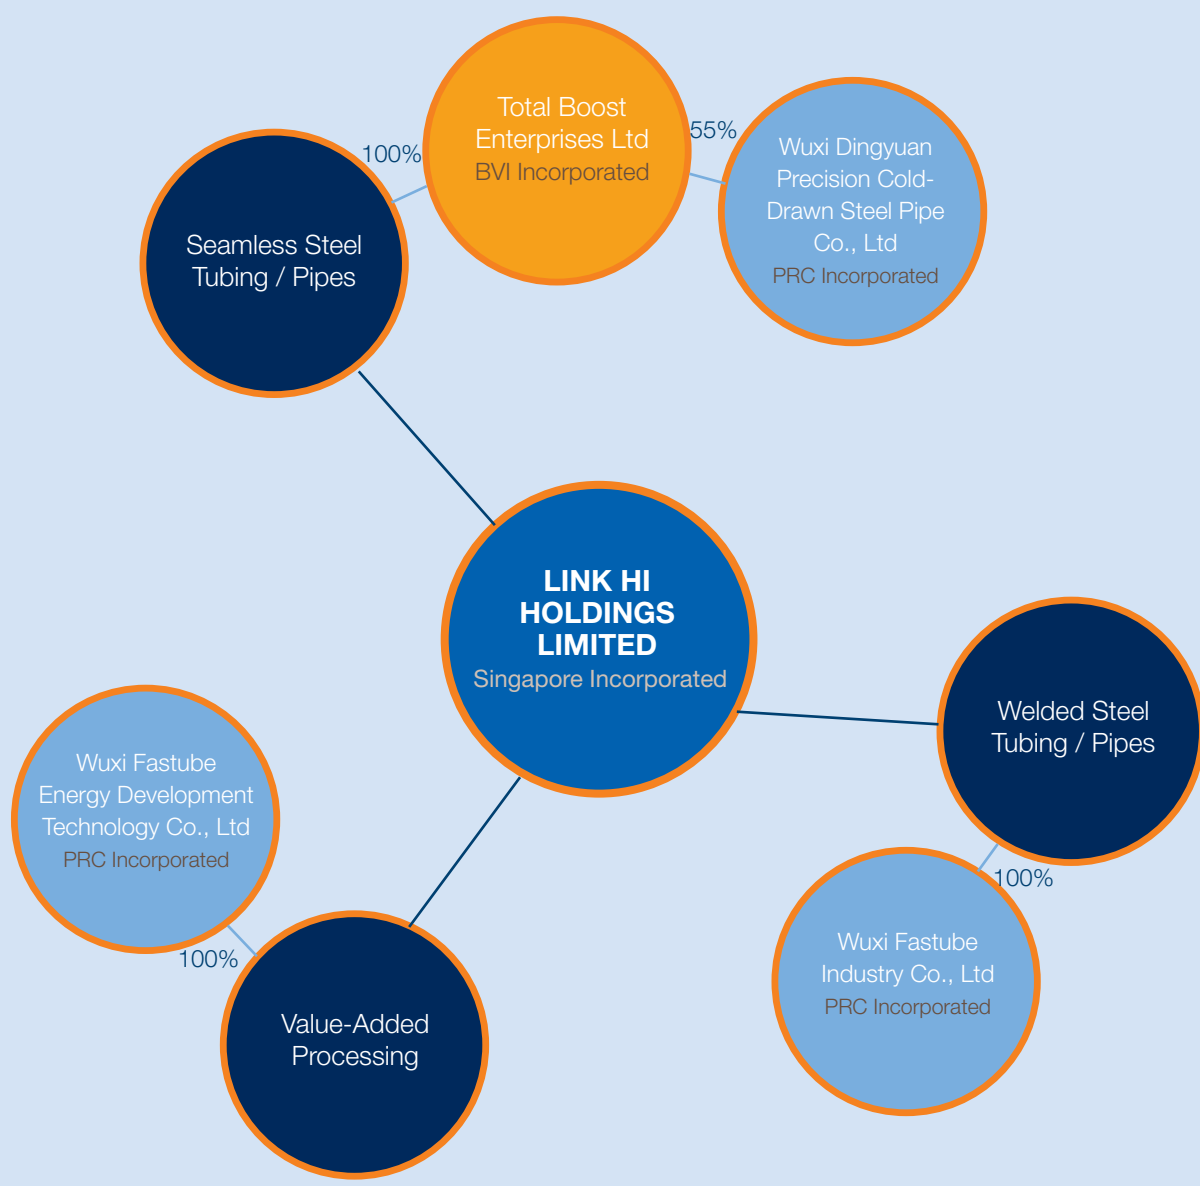 Total Boost
Enterprises Ltd
BVI Incorporated
100%
55%
Wuxi Dingyuan
Precision Cold-
Drawn Steel Pipe
Co., Ltd
PRC Incorporated
Seamless Steel
Tubing / Pipes
LINK HI
HOLDINGS
LIMITED
Singapore Incorporated
Welded Steel
Tubing / Pipes
100%
Wuxi Fastube
Industry Co., Ltd
PRC Incorporated
Wuxi Fastube
Energy Development
Technology Co., Ltd
PRC Incorporated
100%
Value-Added
Processing